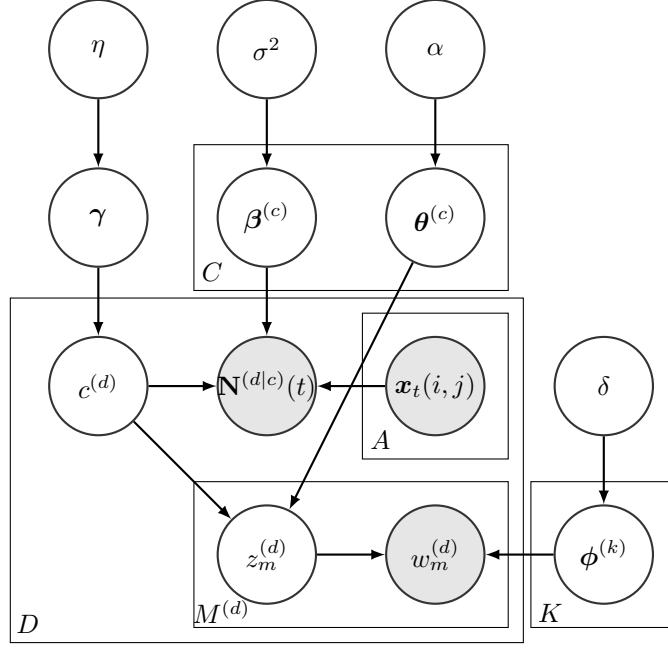 η σ² α
γ β^(c) θ^(c)
C
c^(d) N^(d|c)(t) x_t(i, j) δ
A
z_m^(d) w_m^(d) ϕ^(k)
D M^(d) K